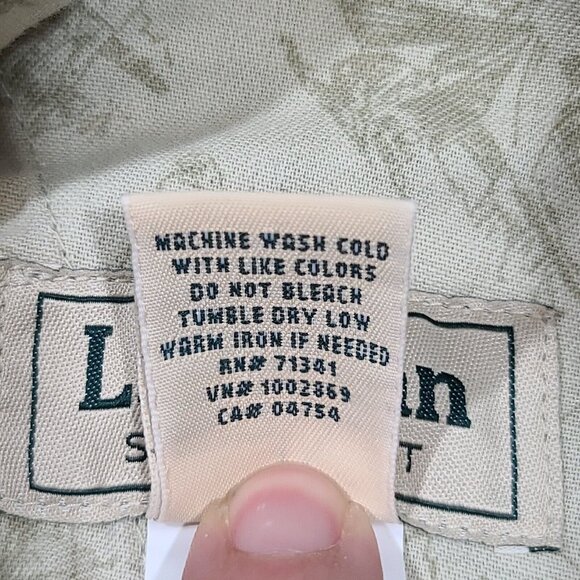 MACHINE WASH COLD
WITH LIKE COLORS
DO NOT BLEACH
TUMBLE DRY LOW
WARM IRON IF NEEDED
RN# 71341
VN# 1002869
CA# 04754